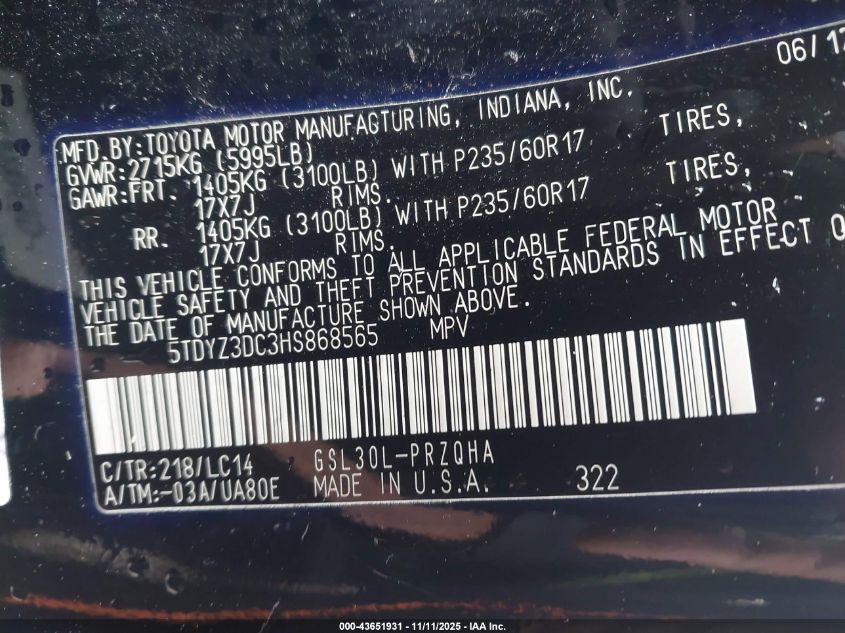 06/17
MFD.BY:TOYOTA MOTOR MANUFACTURING, INDIANA, INC.
GVWR:2715KG (5995LB)
GAWR:FRT. 1405KG (3100LB) WITH P235/60R17 TIRES,
17X7J RIMS.
RR. 1405KG (3100LB) WITH P235/60R17 TIRES,
17X7J RIMS.
THIS VEHICLE CONFORMS TO ALL APPLICABLE FEDERAL MOTOR
VEHICLE SAFETY AND THEFT PREVENTION STANDARDS IN EFFECT O
THE DATE OF MANUFACTURE SHOWN ABOVE.
5TDYZ3DC3HS868565 MPV
C/TR:218/LC14 GSL30L-PRZQHA
A/TM:-03A/UA80E MADE IN U.S.A. 322
000-43651931 - 11/11/2025 - IAA Inc.